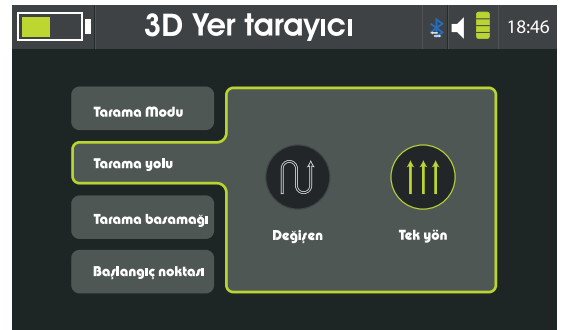 3D Yer tarayıcı
18:46
Tarama Modu
Tarama yolu
Tarama basamağı
Başlangıç noktası
Değişen
Tek yön